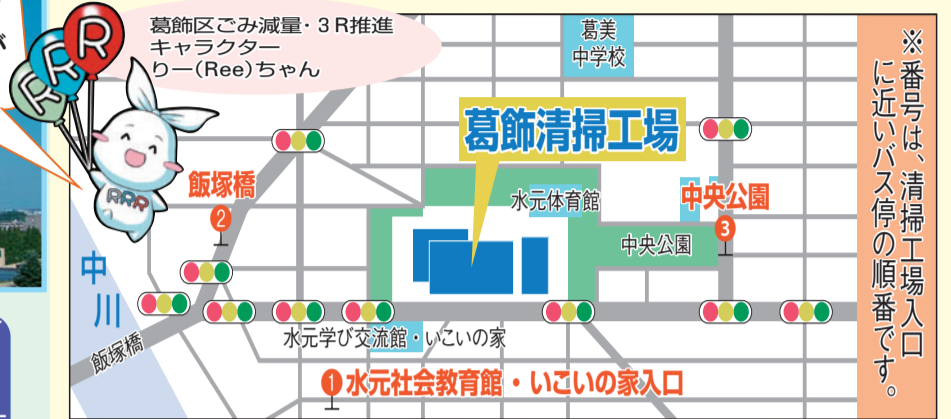 が
葛飾区ごみ減量・3R推進
キャラクター
りー(Ree)ちゃん
R
R
R
RRR
葛美
中学校
葛飾清掃工場
飯塚橋
②
水元体育館
中央公園
③
中央公園
中川
飯塚橋
水元学び交流館・いこいの家
①水元社会教育館・いこいの家入口
※番号は、清掃工場入口
に近いバス停の順番です。